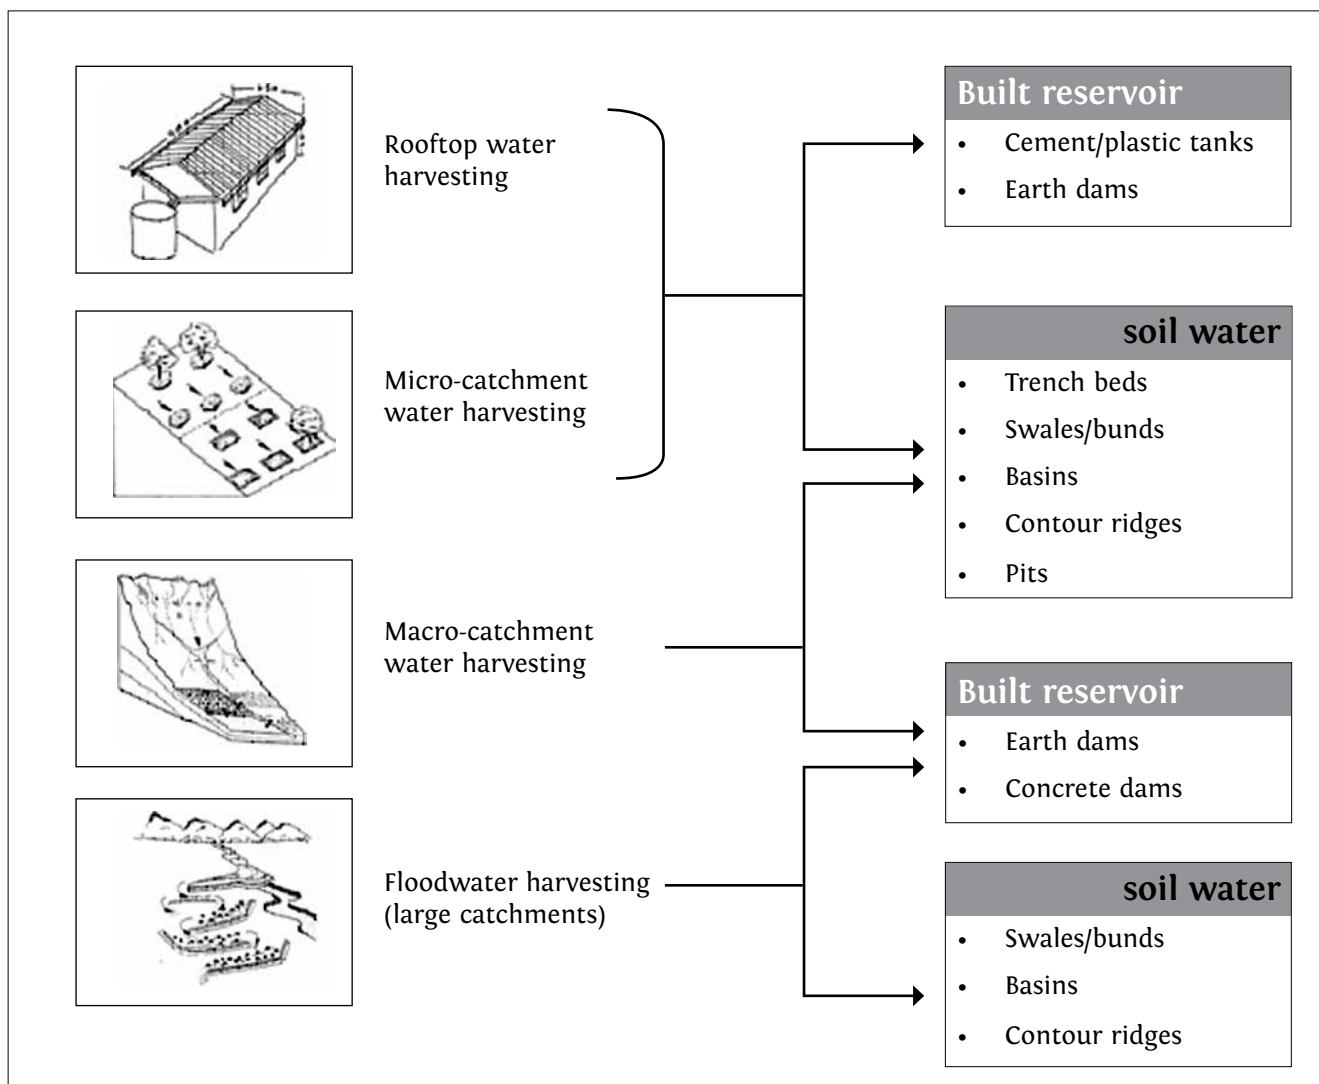 Rooftop water
harvesting
Micro-catchment
water harvesting
Macro-catchment
water harvesting
Floodwater harvesting
(large catchments)
Built reservoir
• Cement/plastic tanks
• Earth dams
soil water
• Trench beds
• Swales/bunds
• Basins
• Contour ridges
• Pits
Built reservoir
• Earth dams
• Concrete dams
soil water
• Swales/bunds
• Basins
• Contour ridges